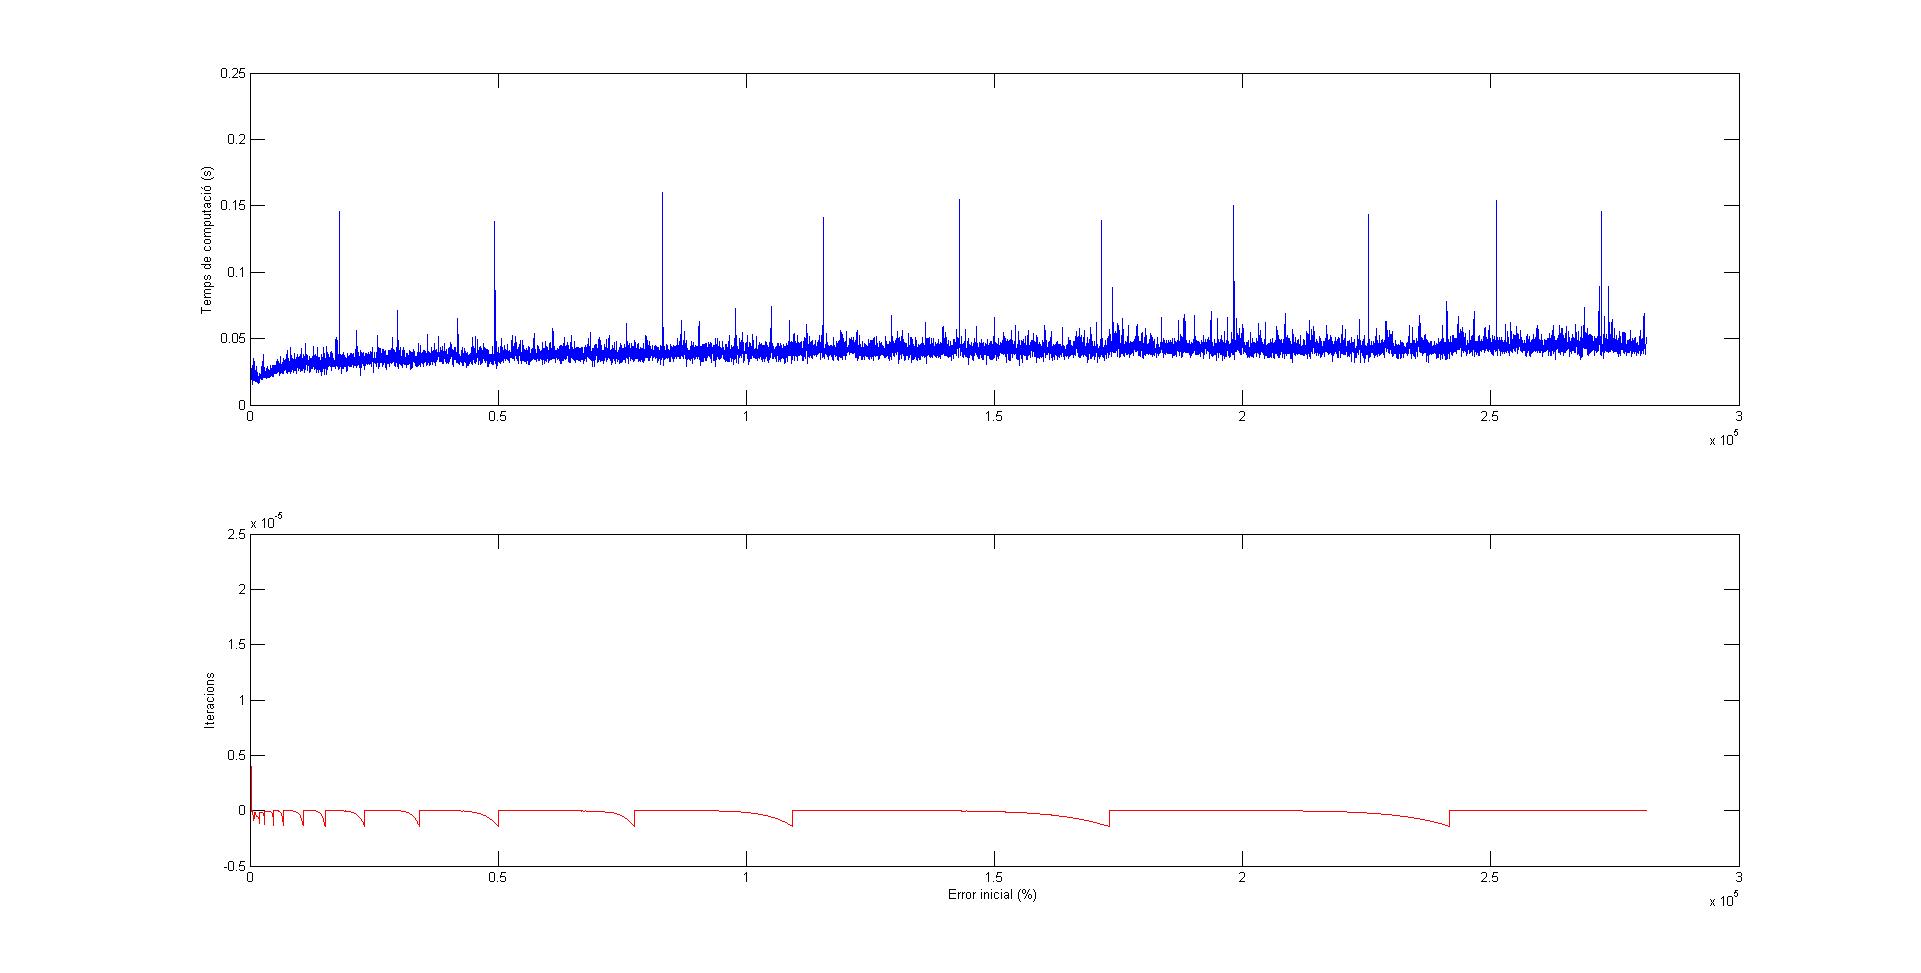 0.25
0.2
0.15
0.1
0.05
0
Temps de computació (s)
0 0.5 1 1.5 2 2.5 3
x 10^5
x 10^-5
2.5
2
1.5
1
0.5
0
-0.5
Iteracions
0 0.5 1 1.5 2 2.5 3
Error inicial (%)
x 10^5